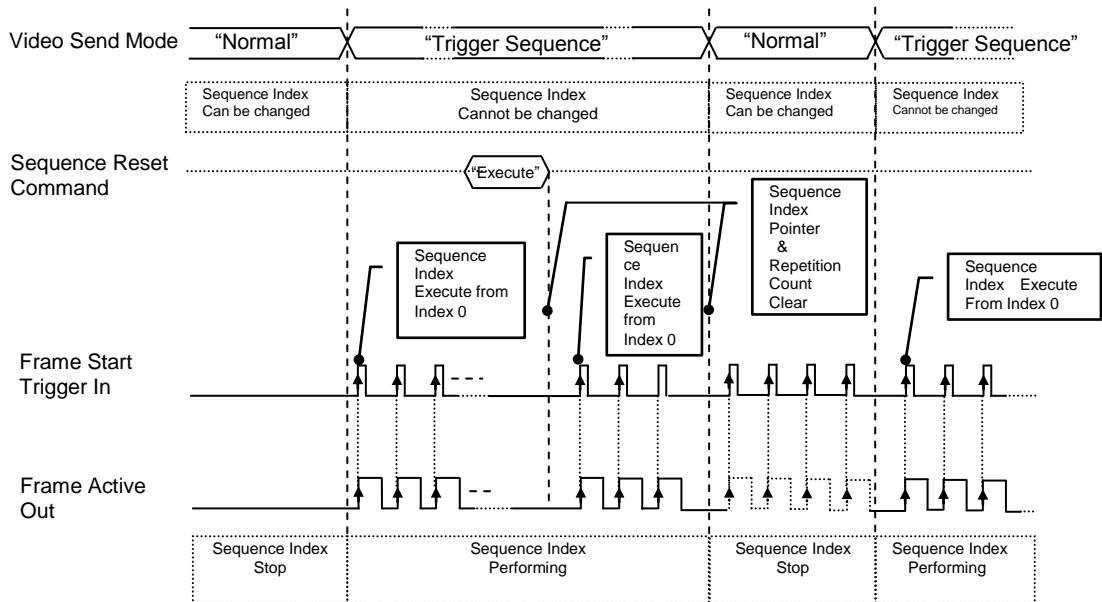 Video Send Mode
“Normal”
“Trigger Sequence”
“Normal”
“Trigger Sequence”
Sequence Index
Can be changed
Sequence Index
Cannot be changed
Sequence Index
Can be changed
Sequence Index
Cannot be changed
Sequence Reset
Command
“Execute”
Sequence
Index
Execute from
Index 0
Sequen
ce
Index
Execute
from
Index 0
Sequence
Index
Pointer
&
Repetition
Count
Clear
Sequence
Index Execute
From Index 0
Frame Start
Trigger In
Frame Active
Out
Sequence Index
Stop
Sequence Index
Performing
Sequence Index
Stop
Sequence Index
Performing